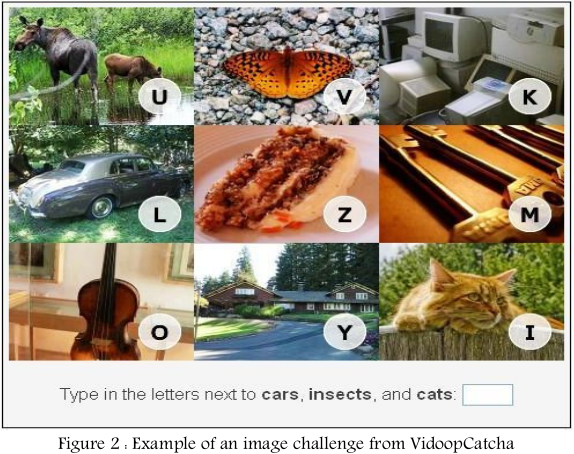 U V K
L Z M
O Y I
Type in the letters next to cars, insects, and cats:
Figure 2 : Example of an image challenge from VidoopCatcha